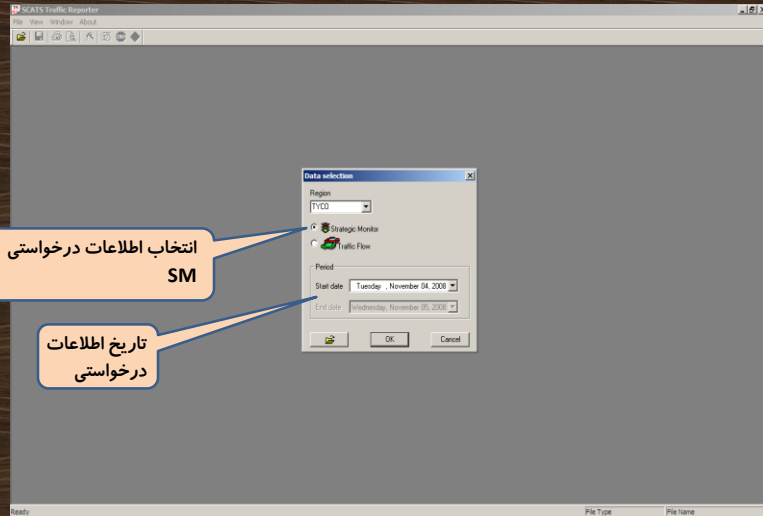 SCATS Traffic Reporter
File View Window About
Data selection
Region
TYCO
Strategic Monitor
Traffic Flow
Period
Start date Tuesday , November 04, 2008
End date Wednesday, November 05, 2008
OK Cancel
انتخاب اطلاعات درخواستی
SM
تاریخ اطلاعات
درخواستی
Ready File Type File Name